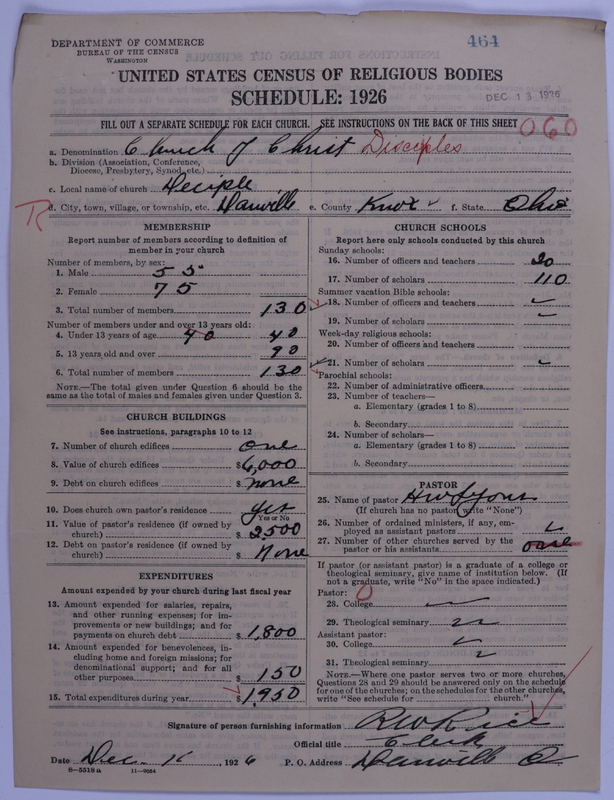 DEPARTMENT OF COMMERCE
BUREAU OF THE CENSUS
WASHINGTON
464
UNITED STATES CENSUS OF RELIGIOUS BODIES
SCHEDULE: 1926
DEC 13 1926
FILL OUT A SEPARATE SCHEDULE FOR EACH CHURCH. SEE INSTRUCTIONS ON THE BACK OF THIS SHEET
060
a. Denomination Church of Christ Disciples
b. Division (Association, Conference, Diocese, Presbytery, Synod, etc.)
c. Local name of church Deciple
d. City, town, village, or township, etc. Danville e. County Knox f. State Ohio
MEMBERSHIP
Report number of members according to definition of
member in your church
Number of members, by sex:
1. Male 55
2. Female 75
3. Total number of members 130
Number of members under and over 13 years old:
4. Under 13 years of age 40 40
5. 13 years old and over 90
6. Total number of members 130
NOTE.—The total given under Question 6 should be the
same as the total of males and females given under Question 3.
CHURCH BUILDINGS
See instructions, paragraphs 10 to 12
7. Number of church edifices one
8. Value of church edifices $6,000
9. Debt on church edifices $ none
10. Does church own pastor's residence yes
Yes or No
11. Value of pastor's residence (if owned by
church) $ 2500
12. Debt on pastor's residence (if owned by
church) $ None
EXPENDITURES
Amount expended by your church during last fiscal year
13. Amount expended for salaries, repairs,
and other running expenses; for im-
provements or new buildings; and for
payments on church debt $ 1,800
14. Amount expended for benevolences, in-
cluding home and foreign missions; for
denominational support; and for all
other purposes $ 150
15. Total expenditures during year $ 1,950
CHURCH SCHOOLS
Report here only schools conducted by this church
Sunday schools:
16. Number of officers and teachers 20
17. Number of scholars 110
Summer vacation Bible schools:
18. Number of officers and teachers
19. Number of scholars
Week-day religious schools:
20. Number of officers and teachers
21. Number of scholars
Parochial schools:
22. Number of administrative officers
23. Number of teachers—
a. Elementary (grades 1 to 8)
b. Secondary
24. Number of scholars—
a. Elementary (grades 1 to 8)
b. Secondary
PASTOR
25. Name of pastor
(If church has no pastor write "None")
26. Number of ordained ministers, if any, em-
ployed as assistant pastors
27. Number of other churches served by the
pastor or his assistants one
If pastor (or assistant pastor) is a graduate of a college or
theological seminary, give name of institution below. (If
not a graduate, write "No" in the space indicated.)
Pastor: 0
28. College
29. Theological seminary
Assistant pastor:
30. College
31. Theological seminary
NOTE.—Where one pastor serves two or more churches,
Questions 28 and 29 should be answered only on the schedule
for one of the churches; on the schedules for the other churches,
write "See schedule for church."
Signature of person furnishing information R W Rice
Official title Clerk
Date Dec , 1926 P. O. Address Danville O
8—5518 a 11—9054